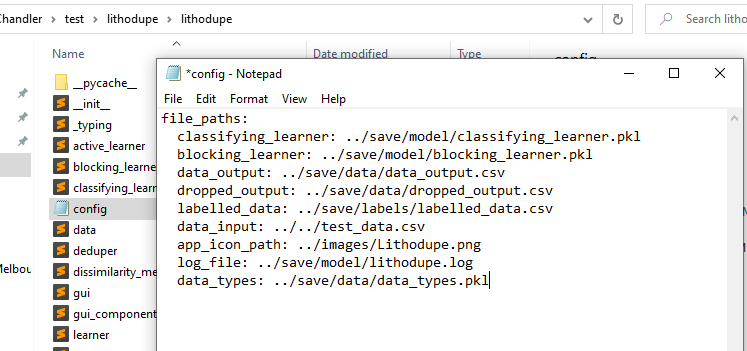 Chandler > test > lithodupe > lithodupe
Search litho
Name
Date modified
__pycache__
__init__
_typing
active_learner
blocking_learne
classifying_learn
config
data
deduper
dissimilarity_me
gui
gui_component
learner
Melbou
*config - Notepad
File Edit Format View Help
file_paths:
  classifying_learner: ../save/model/classifying_learner.pkl
  blocking_learner: ../save/model/blocking_learner.pkl
  data_output: ../save/data/data_output.csv
  dropped_output: ../save/data/dropped_output.csv
  labelled_data: ../save/labels/labelled_data.csv
  data_input: ../../test_data.csv
  app_icon_path: ../images/Lithodupe.png
  log_file: ../save/model/lithodupe.log
  data_types: ../save/data/data_types.pkl